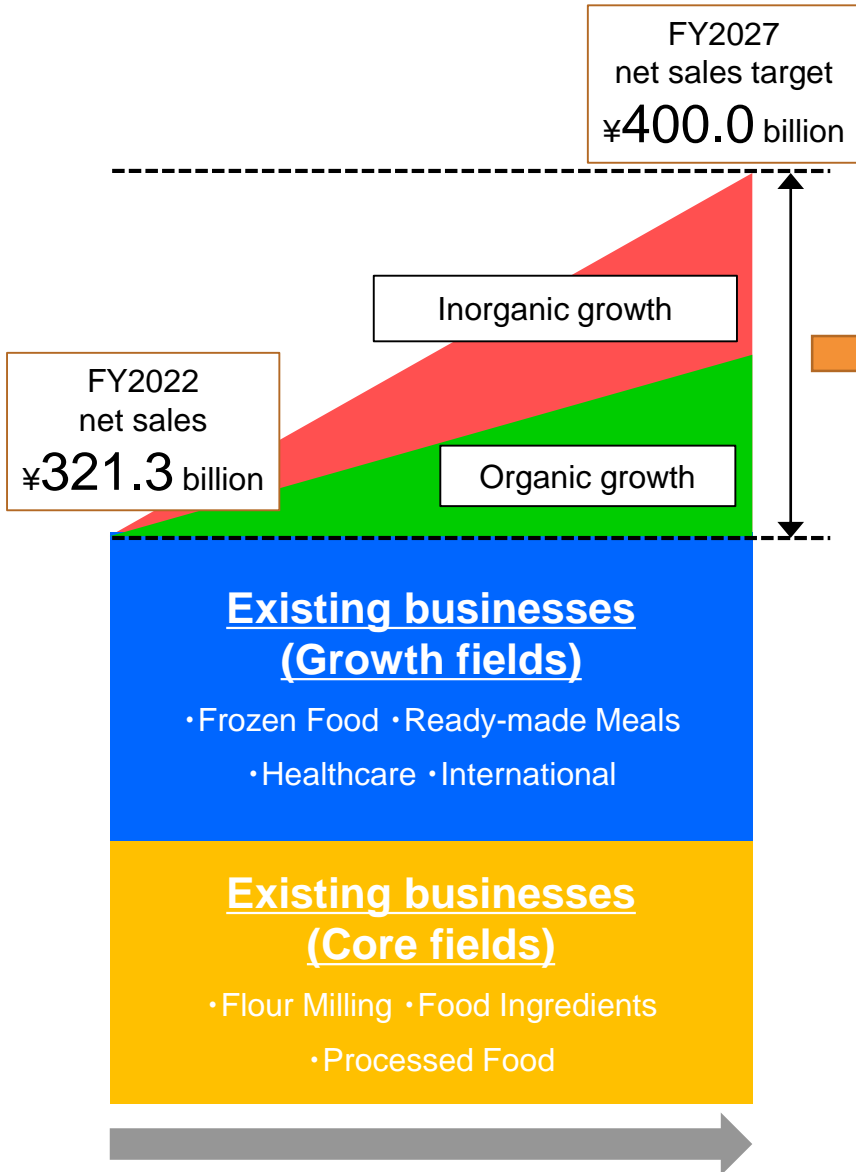 FY2027
net sales target
¥400.0 billion
Inorganic growth
FY2022
net sales
¥321.3 billion
Organic growth
Existing businesses
(Growth fields)
・Frozen Food ・Ready-made Meals
・Healthcare ・International
Existing businesses
(Core fields)
・Flour Milling ・Food Ingredients
・Processed Food